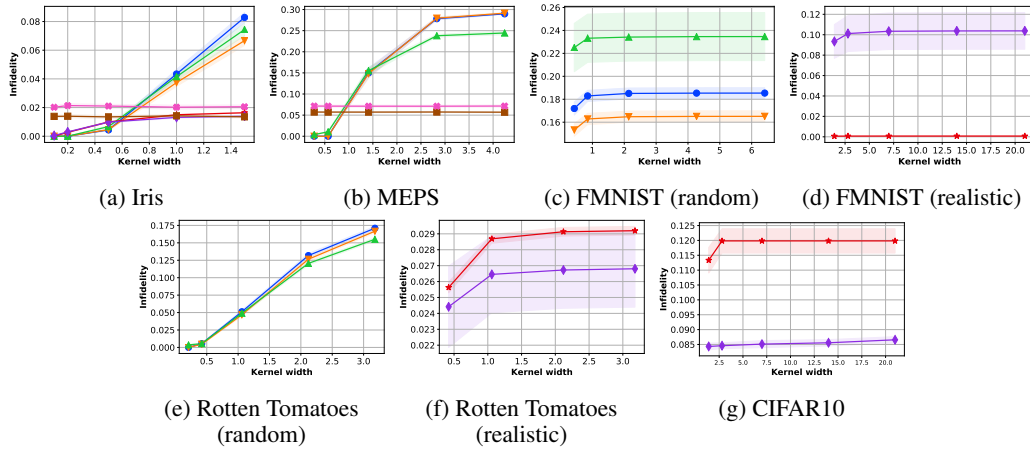 0.08
0.06
0.04
0.02
0.00
Infidelity
0.2 0.4 0.6 0.8 1.0 1.2 1.4
Kernel width
(a) Iris
0.30
0.25
0.20
0.15
0.10
0.05
0.00
Infidelity
0.5 1.0 1.5 2.0 2.5 3.0 3.5 4.0
Kernel width
(b) MEPS
0.26
0.24
0.22
0.20
0.18
0.16
Infidelity
1 2 3 4 5 6
Kernel width
(c) FMNIST (random)
0.12
0.10
0.08
0.06
0.04
0.02
0.00
Infidelity
2.5 5.0 7.5 10.0 12.5 15.0 17.5 20.0
Kernel width
(d) FMNIST (realistic)
0.175
0.150
0.125
0.100
0.075
0.050
0.025
0.000
Infidelity
0.5 1.0 1.5 2.0 2.5 3.0
Kernel width
(e) Rotten Tomatoes
(random)
0.029
0.027
0.026
0.024
0.022
Infidelity
0.5 1.0 1.5 2.0 2.5 3.0
Kernel width
(f) Rotten Tomatoes
(realistic)
0.120
0.115
0.110
0.105
0.100
0.095
0.090
0.085
Infidelity
2.5 5.0 7.5 10.0 12.5 15.0 17.5 20.0
Kernel width
(g) CIFAR10